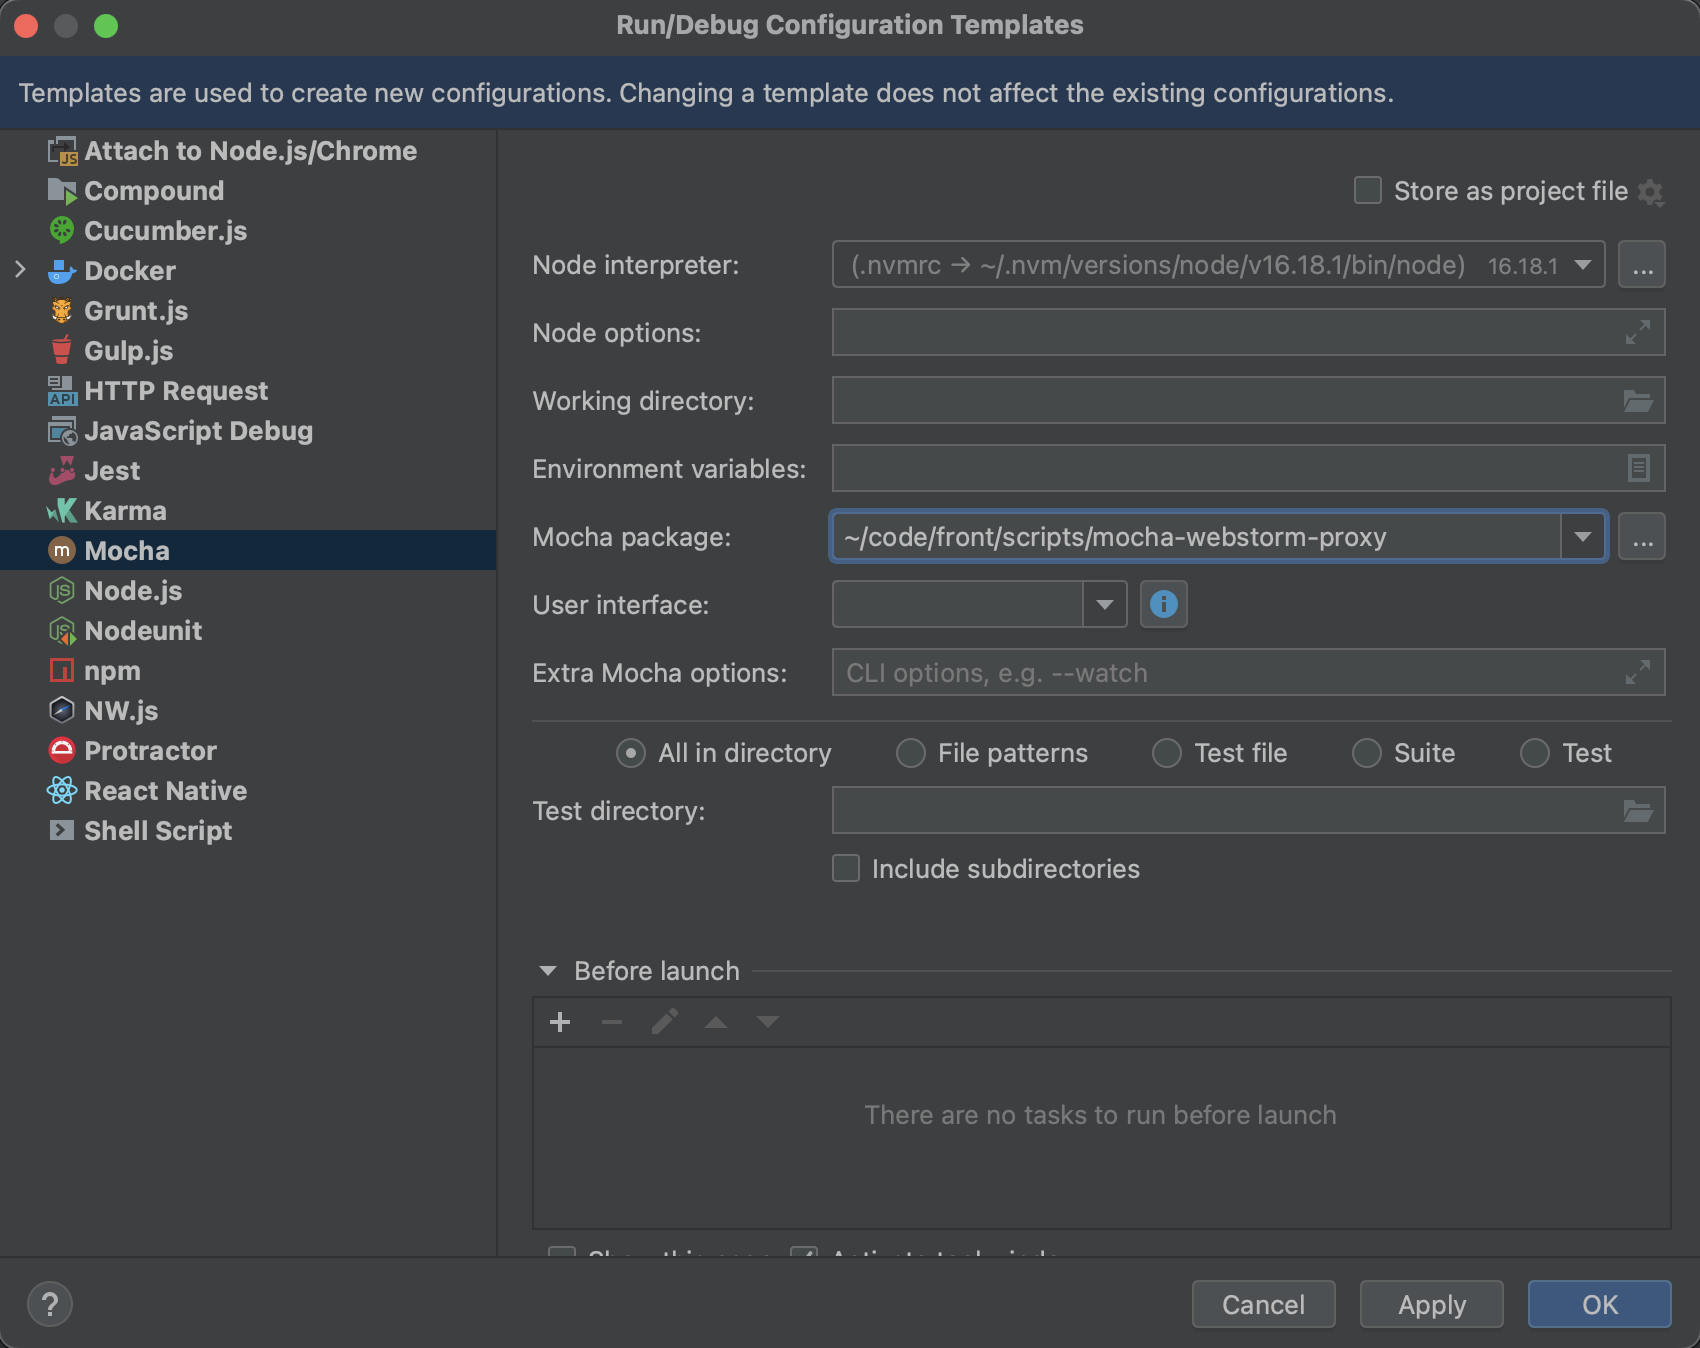 Run/Debug Configuration Templates
Templates are used to create new configurations. Changing a template does not affect the existing configurations.
Attach to Node.js/Chrome
Compound
Cucumber.js
Docker
Grunt.js
Gulp.js
HTTP Request
JavaScript Debug
Jest
Karma
Mocha
Node.js
Nodeunit
npm
NW.js
Protractor
React Native
Shell Script
Store as project file
Node interpreter: (.nvmrc → ~/.nvm/versions/node/v16.18.1/bin/node) 16.18.1 ...
Node options:
Working directory:
Environment variables:
Mocha package: ~/code/front/scripts/mocha-webstorm-proxy ...
User interface:
Extra Mocha options: CLI options, e.g. --watch
All in directory File patterns Test file Suite Test
Test directory:
Include subdirectories
Before launch
There are no tasks to run before launch
? Cancel Apply OK